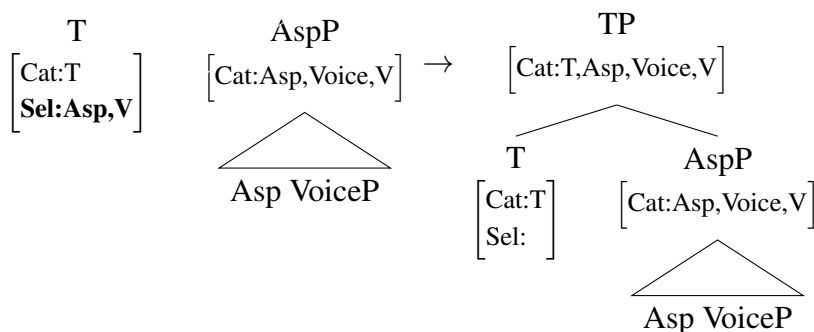 T
Cat:T
Sel:Asp,V
AspP
[Cat:Asp,Voice,V]
Asp VoiceP
→
TP
[Cat:T,Asp,Voice,V]
T
Cat:T
Sel:
AspP
[Cat:Asp,Voice,V]
Asp VoiceP